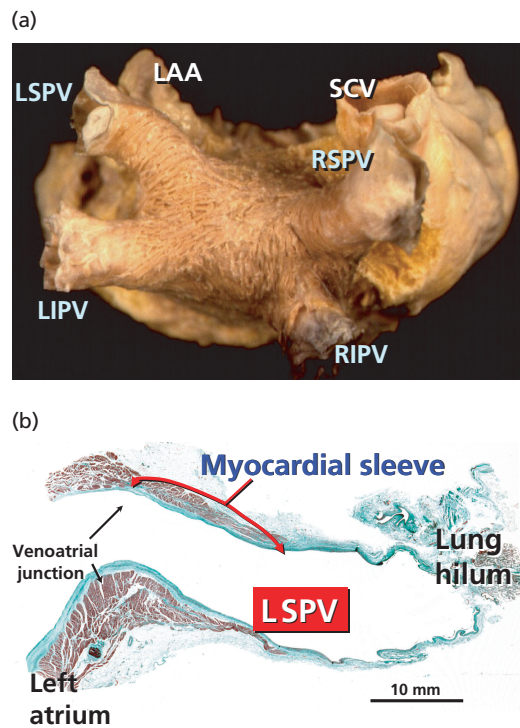 (a)
LAA
LSPV
SCV
RSPV
LIPV
RIPV
(b)
Myocardial sleeve
Venoatrial
junction
Lung
hilum
LSPV
Left
atrium
10 mm